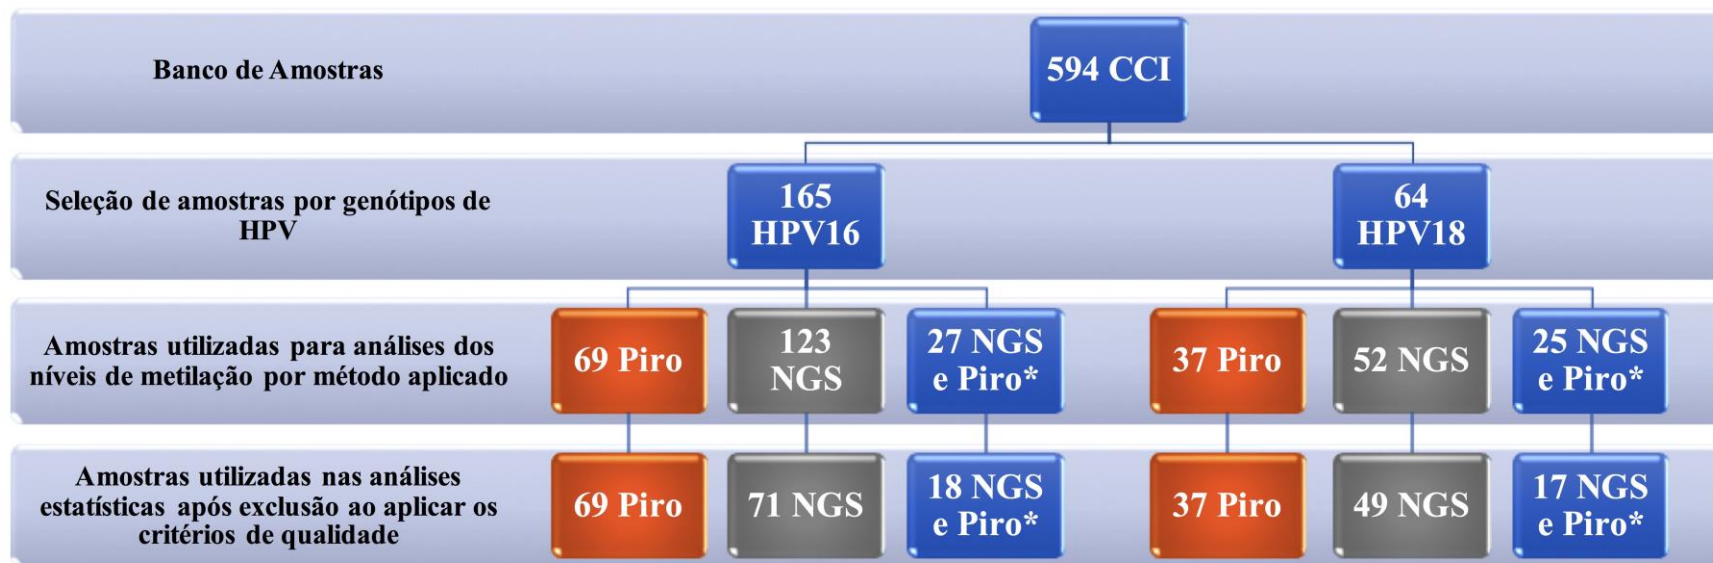 Banco de Amostras
594 CCI
Seleção de amostras por genótipos de
HPV
165
HPV16
64
HPV18
Amostras utilizadas para análises dos
níveis de metilação por método aplicado
69 Piro
123
NGS
27 NGS
e Piro*
37 Piro
52 NGS
25 NGS
e Piro*
Amostras utilizadas nas análises
estatísticas após exclusão ao aplicar os
critérios de qualidade
69 Piro
71 NGS
18 NGS
e Piro*
37 Piro
49 NGS
17 NGS
e Piro*